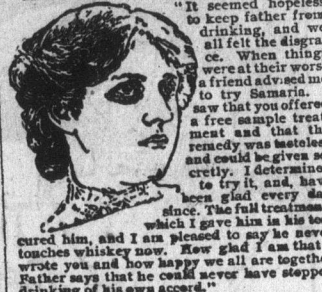 "It seemed hopeless
to keep father from
drinking, and we
all felt the disgra-
ce. When things
were at their wors
a friend advised me
to try Samaria.
saw that you offere
a free sample treat
ment and that th
remedy was tasteles
and could be given se
cretly. I determine
to try it, and, hav
been glad every da
since. The full treatmen
which I gave him in his tea
cured him, and I am pleased to say he neve
touches whiskey now. How glad I am that
wrote you and how happy we all are togethe
Father says that he could never have stoppe
drinking of his own accord."